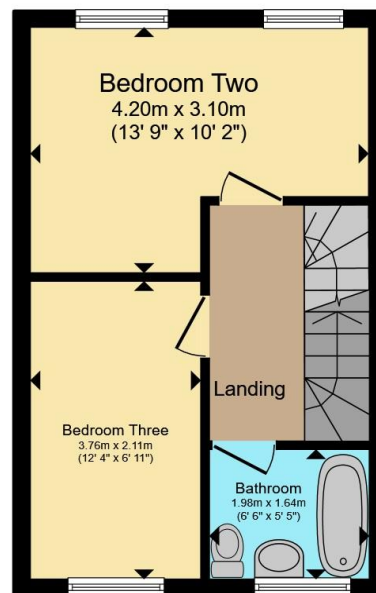 Bedroom Two
4.20m x 3.10m
(13' 9" x 10' 2")
Landing
Bedroom Three
3.76m x 2.11m
(12' 4" x 6' 11")
Bathroom
1.98m x 1.64m
(6' 6" x 5' 5")